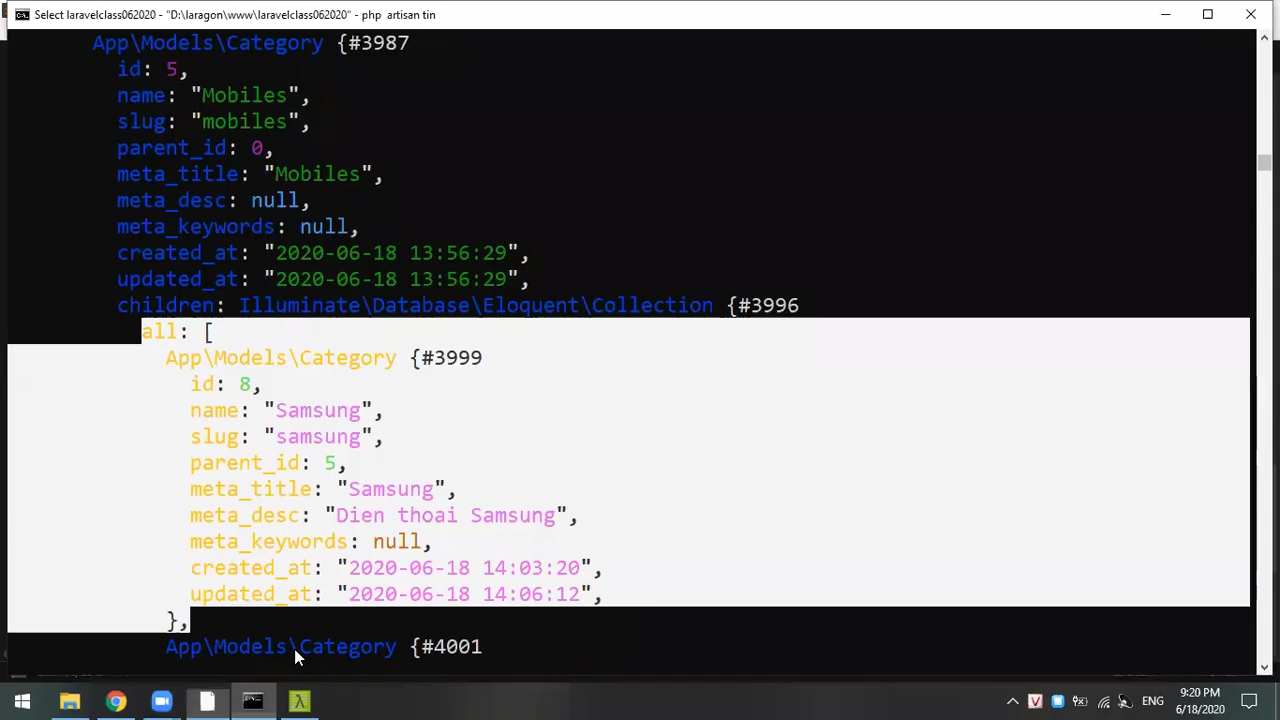 Select laravelclass062020 - "D:\laragon\www\laravelclass062020" - php  artisan tin
App\Models\Category {#3987
id: 5,
name: "Mobiles",
slug: "mobiles",
parent_id: 0,
meta_title: "Mobiles",
meta_desc: null,
meta_keywords: null,
created_at: "2020-06-18 13:56:29",
updated_at: "2020-06-18 13:56:29",
children: Illuminate\Database\Eloquent\Collection {#3996
all: [
App\Models\Category {#3999
id: 8,
name: "Samsung",
slug: "samsung",
parent_id: 5,
meta_title: "Samsung",
meta_desc: "Dien thoai Samsung",
meta_keywords: null,
created_at: "2020-06-18 14:03:20",
updated_at: "2020-06-18 14:06:12",
},
App\Models\Category {#4001
ENG
9:20 PM
6/18/2020